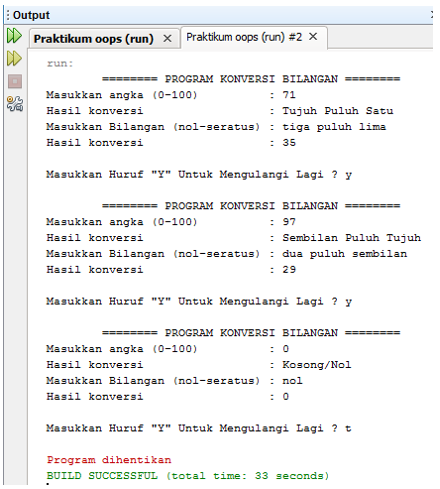 Output
Praktikum oops (run) × Praktikum oops (run) #2 ×
run:
======== PROGRAM KONVERSI BILANGAN ========
Masukkan angka (0-100) : 71
Hasil konversi : Tujuh Puluh Satu
Masukkan Bilangan (nol-seratus) : tiga puluh lima
Hasil konversi : 35
Masukkan Huruf "Y" Untuk Mengulangi Lagi ? y
======== PROGRAM KONVERSI BILANGAN ========
Masukkan angka (0-100) : 97
Hasil konversi : Sembilan Puluh Tujuh
Masukkan Bilangan (nol-seratus) : dua puluh sembilan
Hasil konversi : 29
Masukkan Huruf "Y" Untuk Mengulangi Lagi ? y
======== PROGRAM KONVERSI BILANGAN ========
Masukkan angka (0-100) : 0
Hasil konversi : Kosong/Nol
Masukkan Bilangan (nol-seratus) : nol
Hasil konversi : 0
Masukkan Huruf "Y" Untuk Mengulangi Lagi ? t
Program dihentikan
BUILD SUCCESSFUL (total time: 33 seconds)